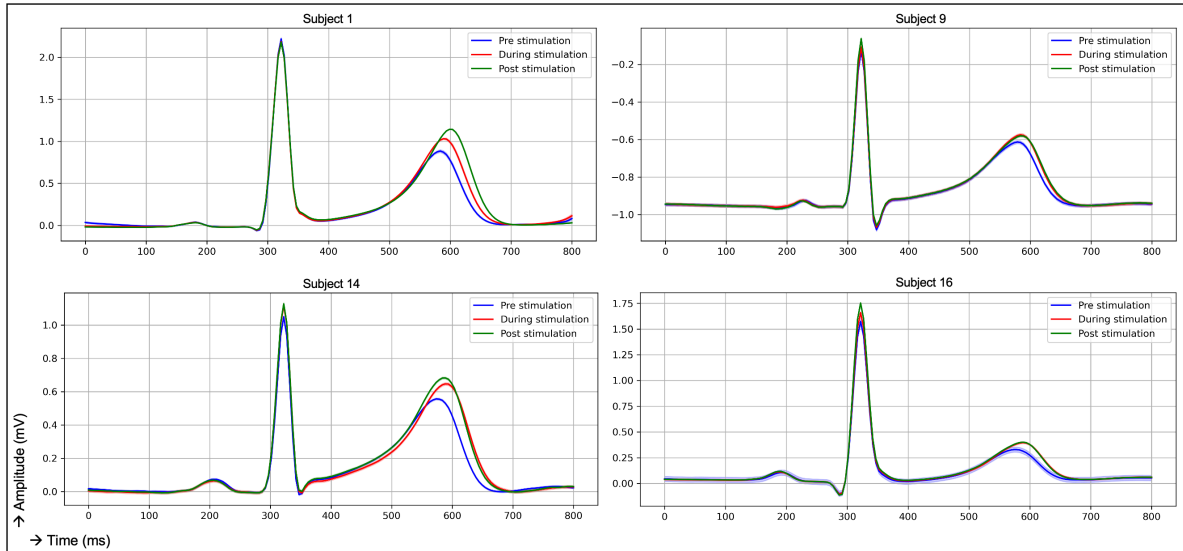 Subject 1
2.0
1.5
1.0
0.5
0.0
0 100 200 300 400 500 600 700 800
Pre stimulation
During stimulation
Post stimulation
Subject 9
−0.2
−0.4
−0.6
−0.8
−1.0
0 100 200 300 400 500 600 700 800
Pre stimulation
During stimulation
Post stimulation
Subject 14
1.0
0.8
0.6
0.4
0.2
0.0
0 100 200 300 400 500 600 700 800
Pre stimulation
During stimulation
Post stimulation
Subject 16
1.75
1.50
1.25
1.00
0.75
0.50
0.25
0.00
0 100 200 300 400 500 600 700 800
Pre stimulation
During stimulation
Post stimulation
→ Amplitude (mV)
→ Time (ms)